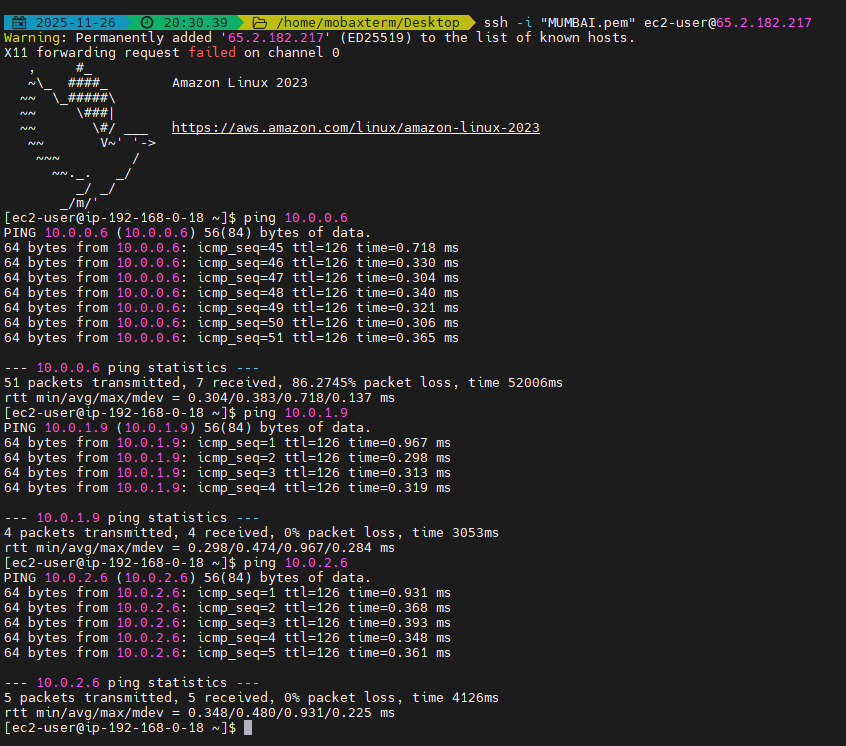 2025-11-26 20:30.39 /home/mobaxterm/Desktop ssh -i "MUMBAI.pem" ec2-user@65.2.182.217
Warning: Permanently added '65.2.182.217' (ED25519) to the list of known hosts.
X11 forwarding request failed on channel 0
   ,     #_
   ~\_  ####_        Amazon Linux 2023
  ~~  \_#####\
  ~~     \###|
  ~~       \#/ ___   https://aws.amazon.com/linux/amazon-linux-2023
   ~~       V~' '->
    ~~~         /
      ~~._.   _/
         _/ _/
       _/m/'
[ec2-user@ip-192-168-0-18 ~]$ ping 10.0.0.6
PING 10.0.0.6 (10.0.0.6) 56(84) bytes of data.
64 bytes from 10.0.0.6: icmp_seq=45 ttl=126 time=0.718 ms
64 bytes from 10.0.0.6: icmp_seq=46 ttl=126 time=0.330 ms
64 bytes from 10.0.0.6: icmp_seq=47 ttl=126 time=0.304 ms
64 bytes from 10.0.0.6: icmp_seq=48 ttl=126 time=0.340 ms
64 bytes from 10.0.0.6: icmp_seq=49 ttl=126 time=0.321 ms
64 bytes from 10.0.0.6: icmp_seq=50 ttl=126 time=0.306 ms
64 bytes from 10.0.0.6: icmp_seq=51 ttl=126 time=0.365 ms

--- 10.0.0.6 ping statistics ---
51 packets transmitted, 7 received, 86.2745% packet loss, time 52006ms
rtt min/avg/max/mdev = 0.304/0.383/0.718/0.137 ms
[ec2-user@ip-192-168-0-18 ~]$ ping 10.0.1.9
PING 10.0.1.9 (10.0.1.9) 56(84) bytes of data.
64 bytes from 10.0.1.9: icmp_seq=1 ttl=126 time=0.967 ms
64 bytes from 10.0.1.9: icmp_seq=2 ttl=126 time=0.298 ms
64 bytes from 10.0.1.9: icmp_seq=3 ttl=126 time=0.313 ms
64 bytes from 10.0.1.9: icmp_seq=4 ttl=126 time=0.319 ms

--- 10.0.1.9 ping statistics ---
4 packets transmitted, 4 received, 0% packet loss, time 3053ms
rtt min/avg/max/mdev = 0.298/0.474/0.967/0.284 ms
[ec2-user@ip-192-168-0-18 ~]$ ping 10.0.2.6
PING 10.0.2.6 (10.0.2.6) 56(84) bytes of data.
64 bytes from 10.0.2.6: icmp_seq=1 ttl=126 time=0.931 ms
64 bytes from 10.0.2.6: icmp_seq=2 ttl=126 time=0.368 ms
64 bytes from 10.0.2.6: icmp_seq=3 ttl=126 time=0.393 ms
64 bytes from 10.0.2.6: icmp_seq=4 ttl=126 time=0.348 ms
64 bytes from 10.0.2.6: icmp_seq=5 ttl=126 time=0.361 ms

--- 10.0.2.6 ping statistics ---
5 packets transmitted, 5 received, 0% packet loss, time 4126ms
rtt min/avg/max/mdev = 0.348/0.480/0.931/0.225 ms
[ec2-user@ip-192-168-0-18 ~]$